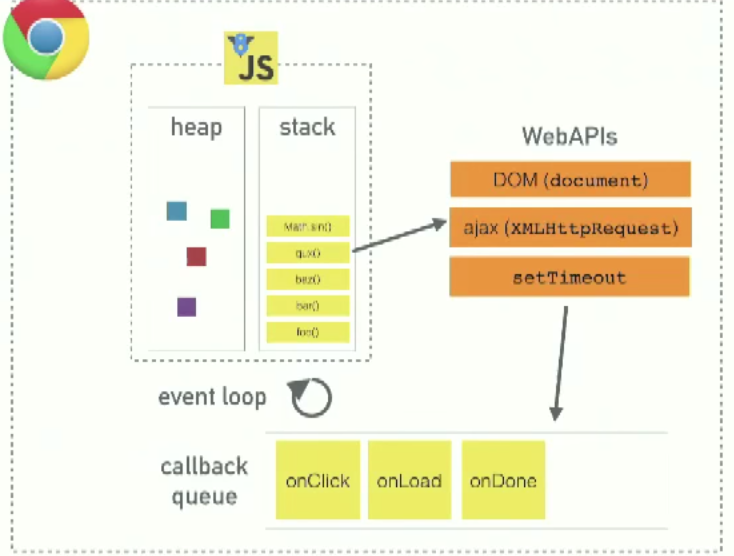 JS
heap
stack
Math.sin()
qux()
baz()
bar()
foo()
WebAPIs
DOM (document)
ajax (XMLHttpRequest)
setTimeout
event loop
callback
queue
onClick
onLoad
onDone